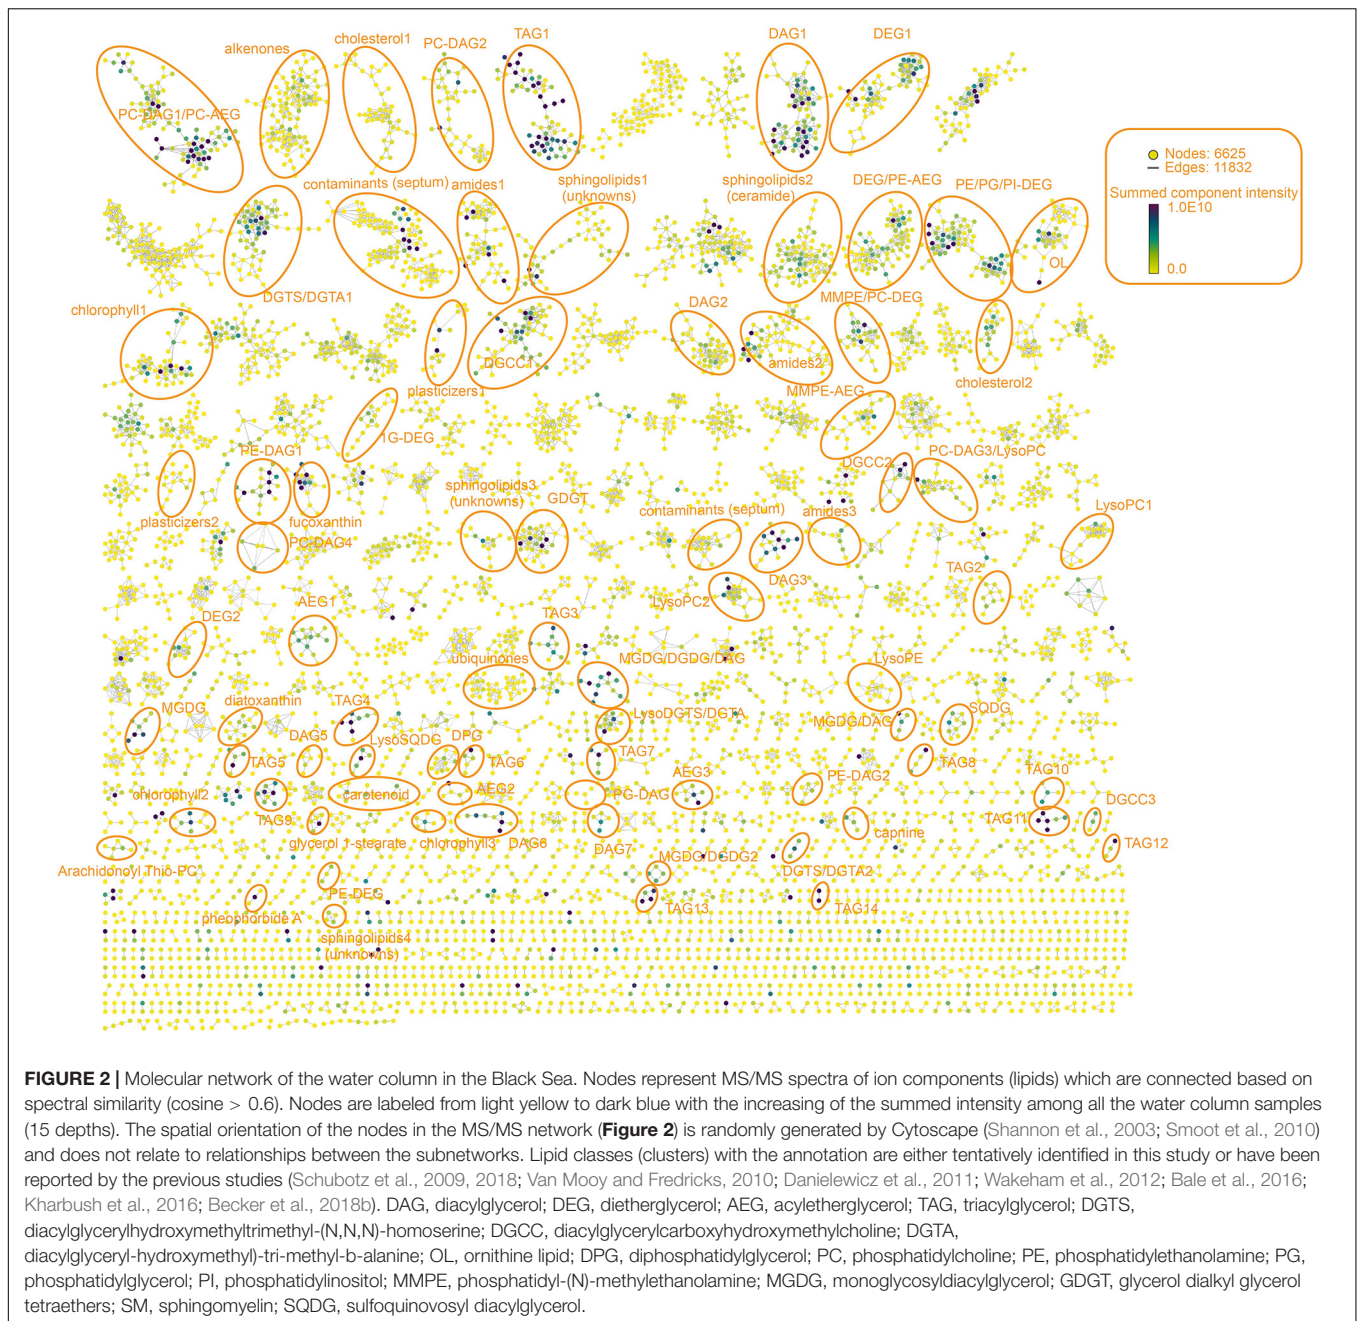 alkenones
cholesterol1
PC-DAG2
TAG1
DAG1
DEG1
PC-DAG1/PC-AEG
Nodes: 6625
Edges: 11832
Summed component intensity
1.0E10
0.0
contaminants (septum)
amides1
sphingolipids1
(unknowns)
sphingolipids2
(ceramide)
DEG/PE-AEG
PE/PG/PI-DEG
OL
DGTS/DGTA1
chlorophyll1
DAG2
MMPE/PC-DEG
DGCC1
amides2
plasticizers1
cholesterol2
MMPE-AEG
1G-DEG
PE-DAG1
sphingolipids3
(unknowns)
GDGT
DGCC2
PC-DAG3/LysoPC
plasticizers2
fucoxanthin
contaminants (septum)
amides3
LysoPC1
PC-DAG4
DAG3
TAG2
LysoPC2
AEG1
DEG2
TAG3
ubiquinones
MGDG/DGDG/DAG
LysoPE
MGDG
diatoxanthin
TAG4
LysoDGTS/DGTA
MGDG/DAG
SQDG
DAG5
LysoSQDG
DPG
TAG5
TAG6
TAG7
TAG8
AEG3
PE-DAG2
TAG10
chlorophyll2
carotenoid
AEG2
PG-DAG
DGCC3
TAG9
TAG11
glycerol 1-stearate
chlorophyll3
DAG6
DAG7
capnine
TAG12
Arachidonoyl Thio-PC
MGDG/DGDG2
DGTS/DGTA2
PE-DEG
pheophorbide A
TAG13
TAG14
sphingolipids4
(unknowns)
FIGURE 2 | Molecular network of the water column in the Black Sea. Nodes represent MS/MS spectra of ion components (lipids) which are connected based on
spectral similarity (cosine > 0.6). Nodes are labeled from light yellow to dark blue with the increasing of the summed intensity among all the water column samples
(15 depths). The spatial orientation of the nodes in the MS/MS network (Figure 2) is randomly generated by Cytoscape (Shannon et al., 2003; Smoot et al., 2010)
and does not relate to relationships between the subnetworks. Lipid classes (clusters) with the annotation are either tentatively identified in this study or have been
reported by the previous studies (Schubotz et al., 2009, 2018; Van Mooy and Fredricks, 2010; Danielewicz et al., 2011; Wakeham et al., 2012; Bale et al., 2016;
Kharbush et al., 2016; Becker et al., 2018b). DAG, diacylglycerol; DEG, dietherglycerol; AEG, acyletherglycerol; TAG, triacylglycerol; DGTS,
diacylglycerylhydroxymethyltrimethyl-(N,N,N)-homoserine; DGCC, diacylglycerylcarboxyhydroxymethylcholine; DGTA,
diacylglyceryl-hydroxymethyl)-tri-methyl-b-alanine; OL, ornithine lipid; DPG, diphosphatidylglycerol; PC, phosphatidylcholine; PE, phosphatidylethanolamine; PG,
phosphatidylglycerol; PI, phosphatidylinositol; MMPE, phosphatidyl-(N)-methylethanolamine; MGDG, monoglycosyldiacylglycerol; GDGT, glycerol dialkyl glycerol
tetraethers; SM, sphingomyelin; SQDG, sulfoquinovosyl diacylglycerol.